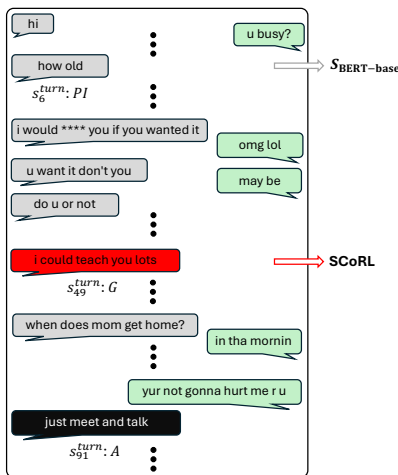 hi
u busy?
how old
S_BERT-base
s_6^turn: PI
i would **** you if you wanted it
omg lol
u want it don't you
may be
do u or not
i could teach you lots
SCoRL
s_49^turn: G
when does mom get home?
in tha mornin
yur not gonna hurt me r u
just meet and talk
s_91^turn: A